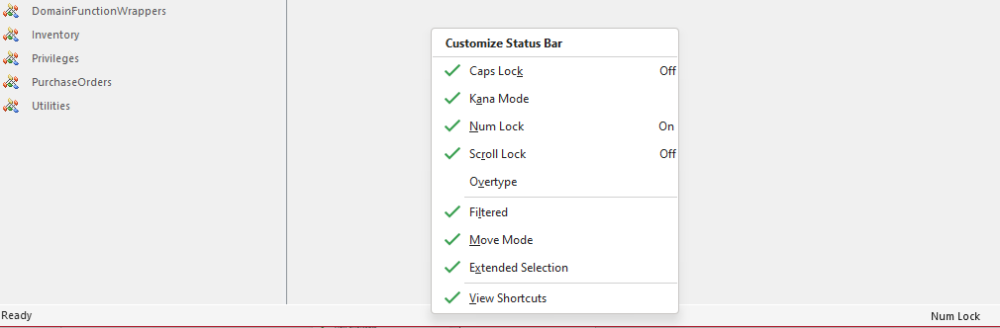 DomainFunctionWrappers
Inventory
Privileges
PurchaseOrders
Utilities
Customize Status Bar
Caps Lock Off
Kana Mode
Num Lock On
Scroll Lock Off
Overtype
Filtered
Move Mode
Extended Selection
View Shortcuts
Ready
Num Lock